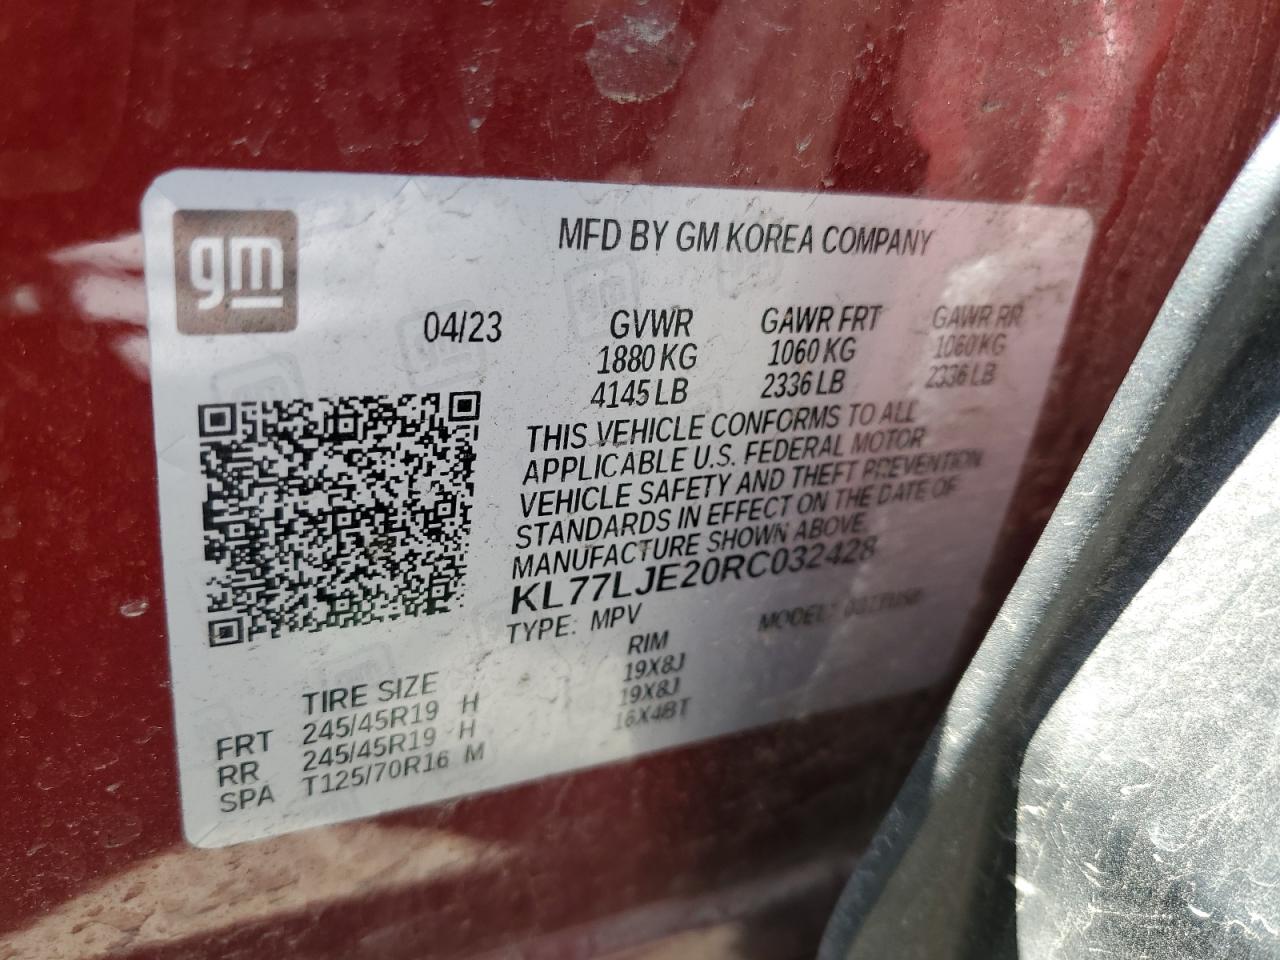 gm
MFD BY GM KOREA COMPANY
04/23
GVWR GAWR FRT GAWR RR
1880 KG 1060 KG 1060 KG
4145 LB 2336 LB 2336 LB
THIS VEHICLE CONFORMS TO ALL
APPLICABLE U.S. FEDERAL MOTOR
VEHICLE SAFETY AND THEFT PREVENTION
STANDARDS IN EFFECT ON THE DATE OF
MANUFACTURE SHOWN ABOVE.
KL77LJE20RC032428
TYPE: MPV MODEL:
TIRE SIZE RIM
FRT 245/45R19 H 19X8J
RR 245/45R19 H 19X8J
SPA T125/70R16 M 16X4BT